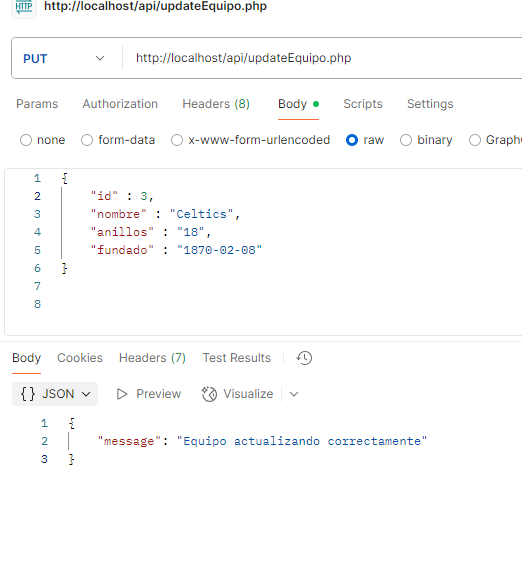 HTTP http://localhost/api/updateEquipo.php
PUT http://localhost/api/updateEquipo.php
Params Authorization Headers (8) Body Scripts Settings
none form-data x-www-form-urlencoded raw binary Graph
1 {
2 "id" : 3,
3 "nombre" : "Celtics",
4 "anillos" : "18",
5 "fundado" : "1870-02-08"
6 }
7
8
Body Cookies Headers (7) Test Results
{} JSON Preview Visualize
1 {
2 "message": "Equipo actualizando correctamente"
3 }